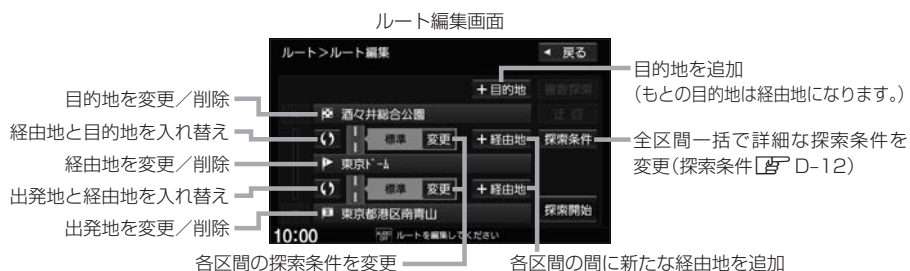 ルート編集画面
ルート>ルート編集
◀ 戻る
+目的地
複数探索
酒々井総合公園
迂回
標準
変更
+経由地
探索条件
東京ドーム
標準
変更
+経由地
東京都港区南青山
探索開始
10:00
ルートを編集してください
目的地を変更/削除
経由地と目的地を入れ替え
経由地を変更/削除
出発地と経由地を入れ替え
出発地を変更/削除
目的地を追加
(もとの目的地は経由地になります。)
全区間一括で詳細な探索条件を
変更(探索条件 D-12)
各区間の探索条件を変更
各区間の間に新たな経由地を追加